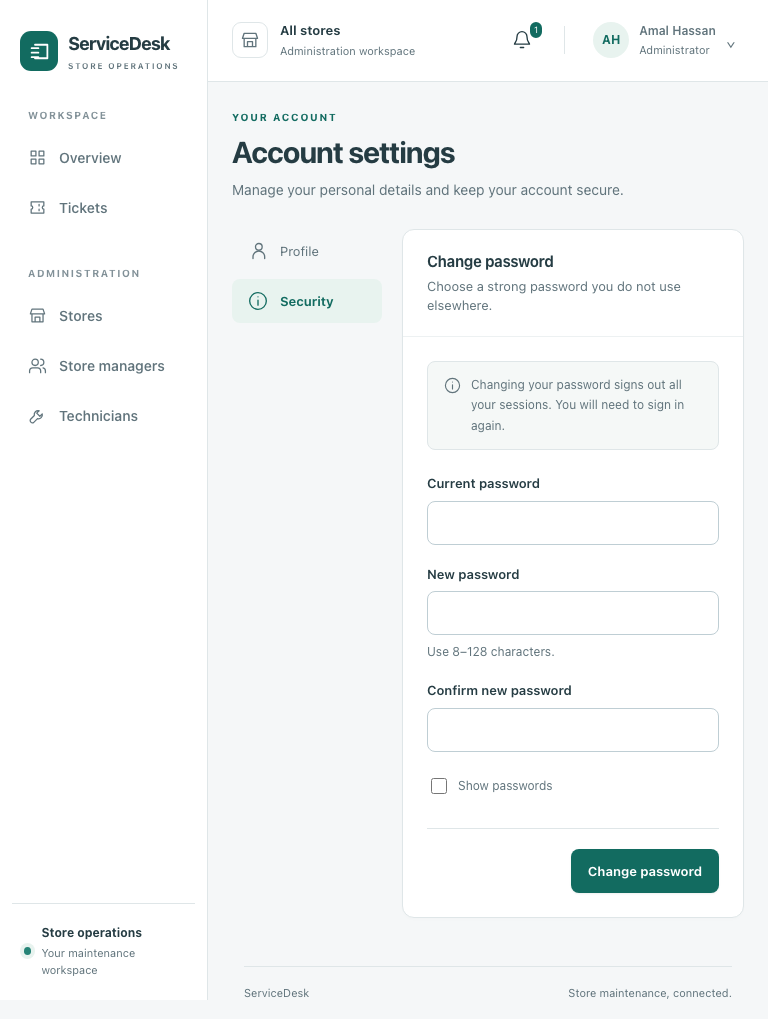 ServiceDesk
STORE OPERATIONS
WORKSPACE
Overview
Tickets
ADMINISTRATION
Stores
Store managers
Technicians
Store operations
Your maintenance
workspace
All stores
Administration workspace
1
AH
Amal Hassan
Administrator
YOUR ACCOUNT
Account settings
Manage your personal details and keep your account secure.
Profile
Security
Change password
Choose a strong password you do not use
elsewhere.
Changing your password signs out all
your sessions. You will need to sign in
again.
Current password
New password
Use 8–128 characters.
Confirm new password
Show passwords
Change password
ServiceDesk
Store maintenance, connected.